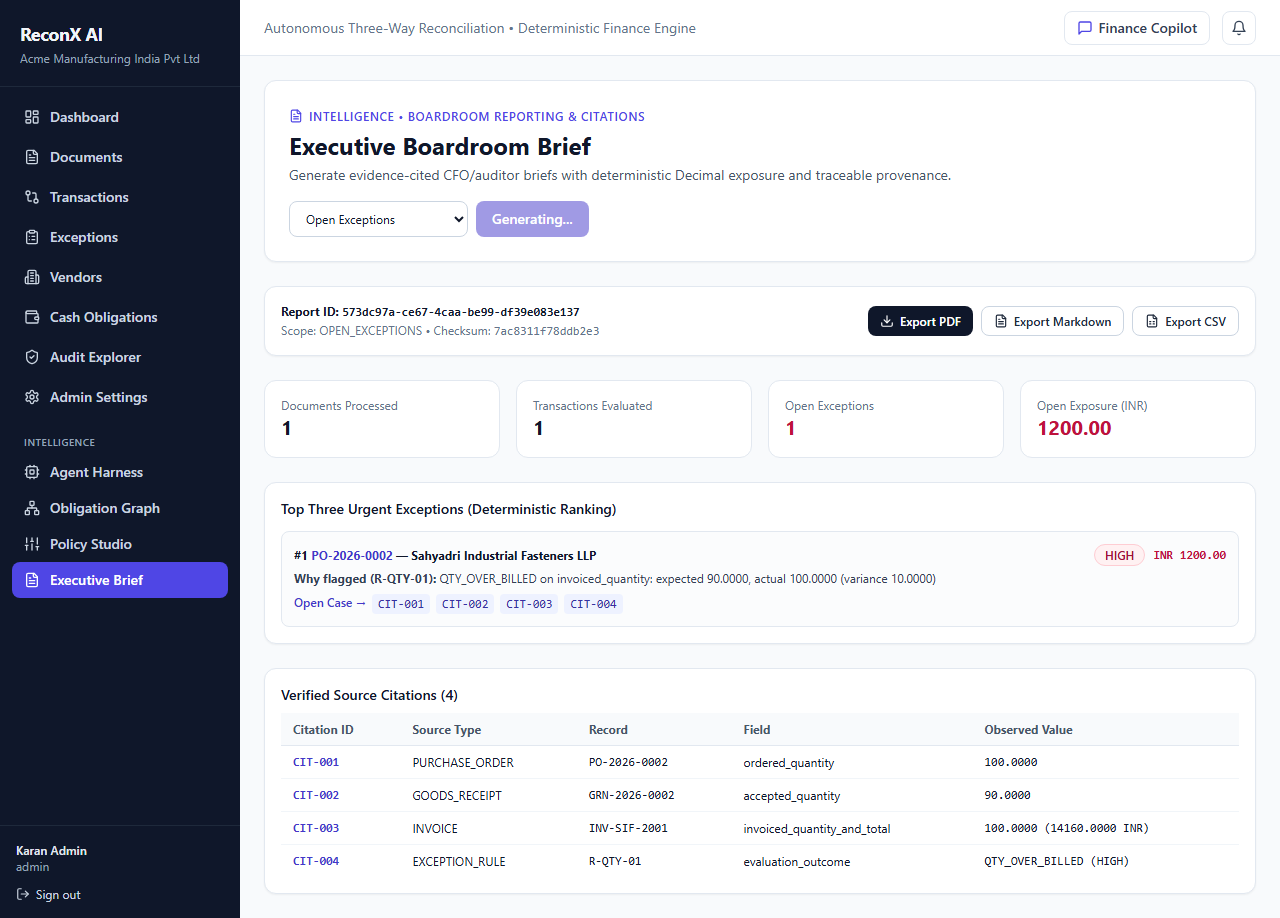 ReconX AI
Acme Manufacturing India Pvt Ltd
Dashboard
Documents
Transactions
Exceptions
Vendors
Cash Obligations
Audit Explorer
Admin Settings
INTELLIGENCE
Agent Harness
Obligation Graph
Policy Studio
Executive Brief
Karan Admin
admin
Sign out
Autonomous Three-Way Reconciliation • Deterministic Finance Engine
Finance Copilot
INTELLIGENCE • BOARDROOM REPORTING & CITATIONS
Executive Boardroom Brief
Generate evidence-cited CFO/auditor briefs with deterministic Decimal exposure and traceable provenance.
Open Exceptions Generating...
Report ID: 573dc97a-ce67-4caa-be99-df39e083e137
Scope: OPEN_EXCEPTIONS • Checksum: 7ac8311f78ddb2e3
Export PDF Export Markdown Export CSV
Documents Processed
1
Transactions Evaluated
1
Open Exceptions
1
Open Exposure (INR)
1200.00
Top Three Urgent Exceptions (Deterministic Ranking)
#1 PO-2026-0002 — Sahyadri Industrial Fasteners LLP HIGH INR 1200.00
Why flagged (R-QTY-01): QTY_OVER_BILLED on invoiced_quantity: expected 90.0000, actual 100.0000 (variance 10.0000)
Open Case → CIT-001 CIT-002 CIT-003 CIT-004
Verified Source Citations (4)
Citation ID Source Type Record Field Observed Value
CIT-001 PURCHASE_ORDER PO-2026-0002 ordered_quantity 100.0000
CIT-002 GOODS_RECEIPT GRN-2026-0002 accepted_quantity 90.0000
CIT-003 INVOICE INV-SIF-2001 invoiced_quantity_and_total 100.0000 (14160.0000 INR)
CIT-004 EXCEPTION_RULE R-QTY-01 evaluation_outcome QTY_OVER_BILLED (HIGH)